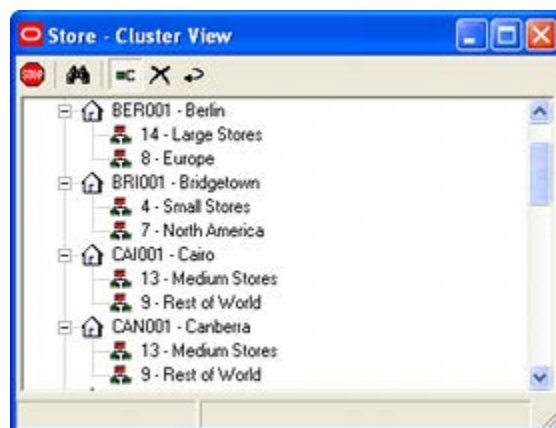 Store - Cluster View
STOP
BER001 - Berlin
14 - Large Stores
8 - Europe
BRI001 - Bridgetown
4 - Small Stores
7 - North America
CAI001 - Cairo
13 - Medium Stores
9 - Rest of World
CAN001 - Canberra
13 - Medium Stores
9 - Rest of World